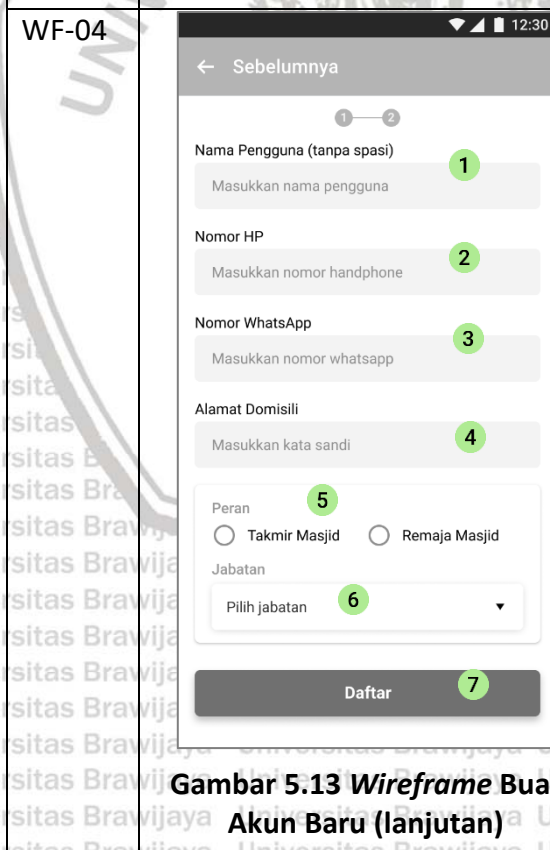 WF-04
12:30
← Sebelumnya
1 2
Nama Pengguna (tanpa spasi)
1
Masukkan nama pengguna
Nomor HP
2
Masukkan nomor handphone
Nomor WhatsApp
3
Masukkan nomor whatsapp
Alamat Domisili
4
Masukkan kata sandi
Peran 5
Takmir Masjid Remaja Masjid
Jabatan
Pilih jabatan 6
Daftar 7
Gambar 5.13 Wireframe Bua
Akun Baru (lanjutan)